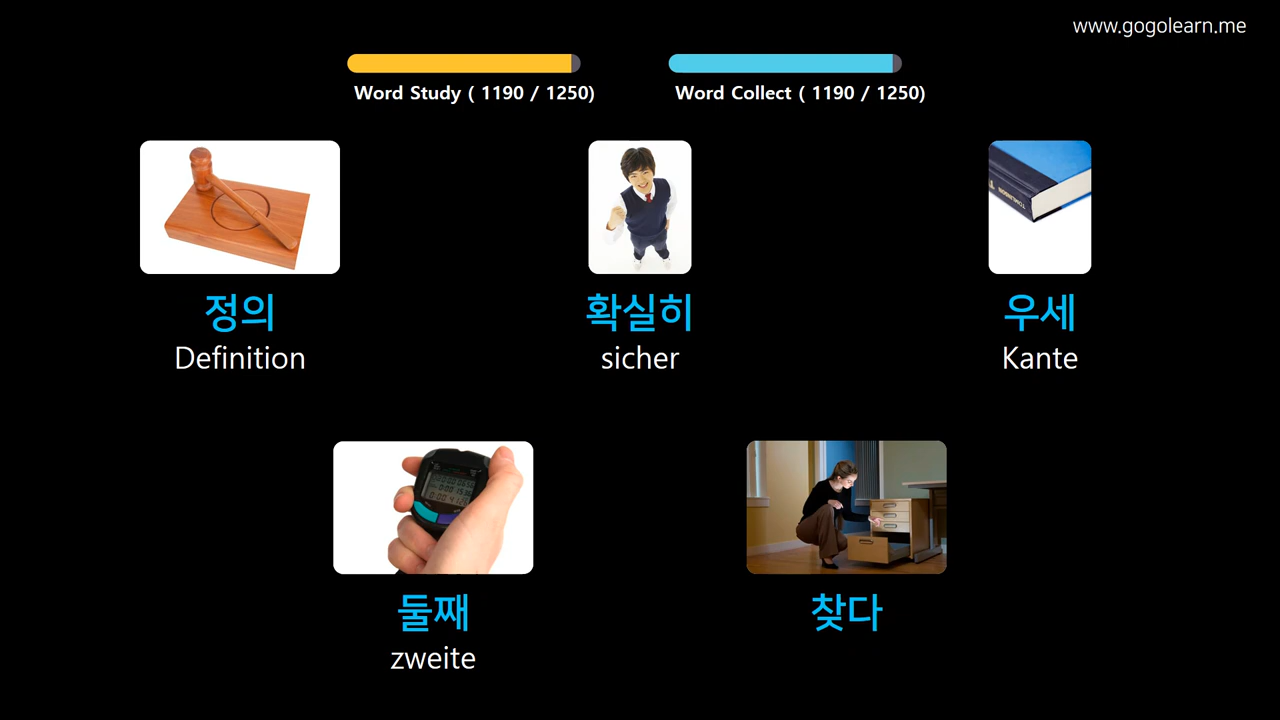 www.gogolearn.me
Word Study ( 1190 / 1250)
Word Collect ( 1190 / 1250)
정의
Definition
확실히
sicher
우세
Kante
둘째
zweite
찾다